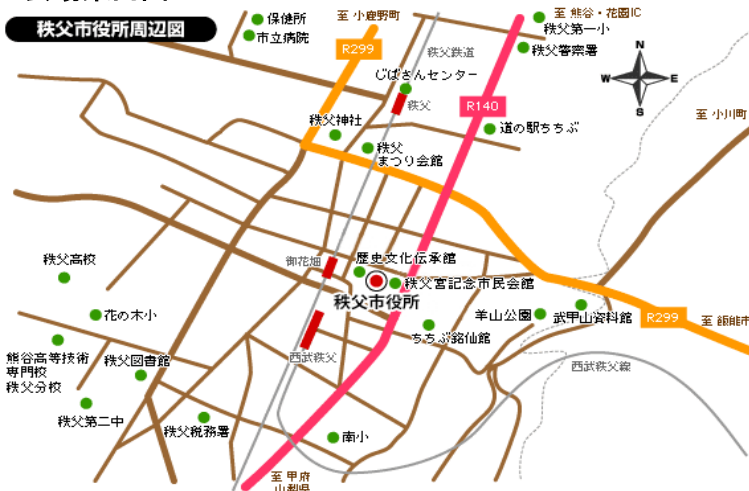 秩父市役所周辺図
保健所
市立病院
至 小鹿野町
至 熊谷・花園IC
秩父第一小
秩父警察署
R299
秩父鉄道
じばさんセンター
秩父
R140
N
W
E
S
至 小川町
道の駅ちちぶ
秩父神社
秩父
まつり会館
御花畑
歴史文化伝承館
秩父宮記念市民会館
秩父市役所
秩父高校
花の木小
羊山公園
武甲山資料館
R299
至 飯能市
ちちぶ銘仙館
熊谷高等技術
専門校
秩父分校
秩父図書館
西武秩父
西武秩父線
秩父第二中
秩父税務署
南小
至 甲府
山梨県